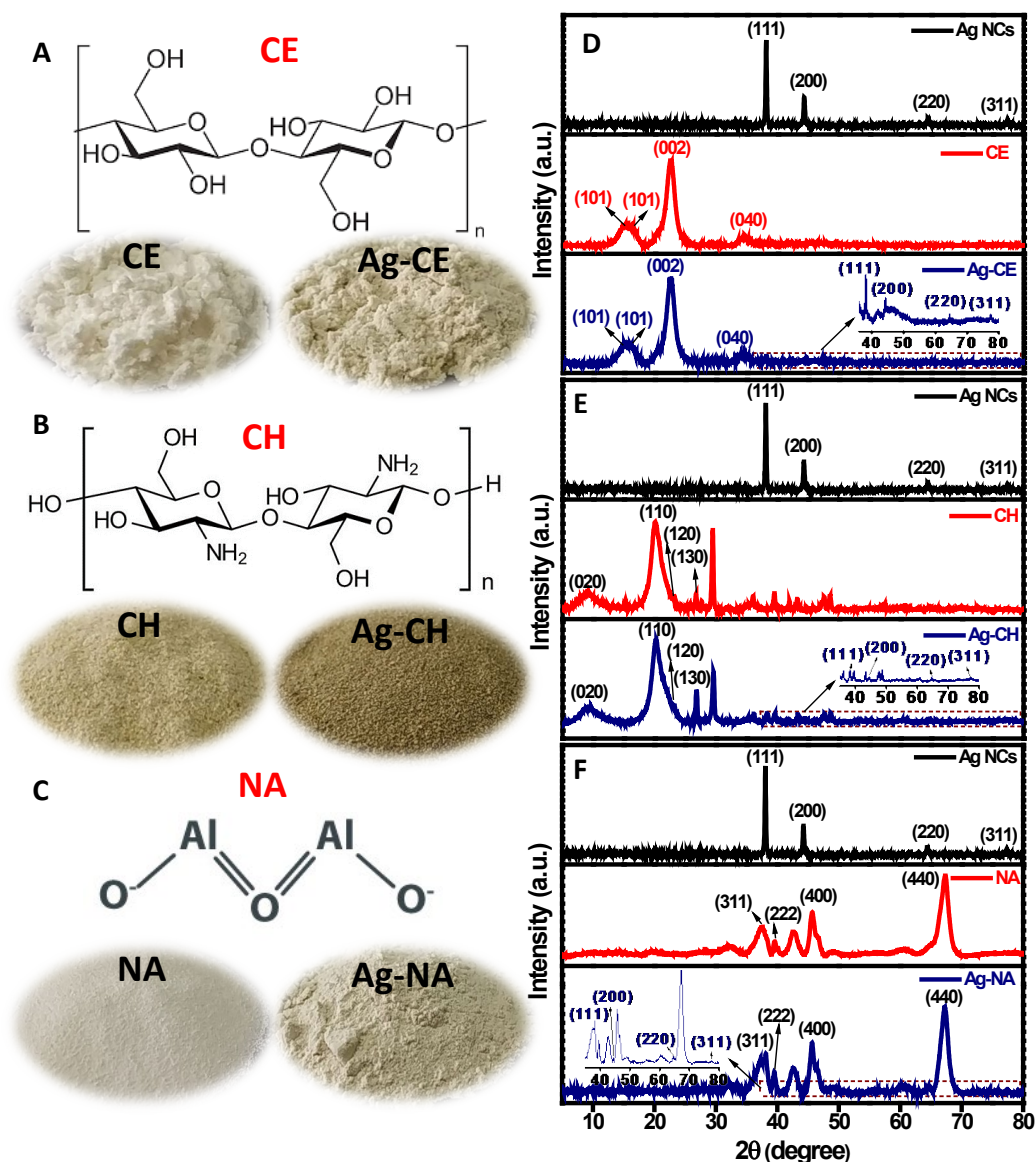 A
CE
OH
OH
O
OH
HO
O
HO
O
O
O
HO
OH
OH
n
CE
Ag-CE
B
CH
OH
NH2
HO
O
HO
O
H
O
O
HO
O
NH2
OH
n
CH
Ag-CH
C
NA
Al
Al
O-
O
O-
NA
Ag-NA
D
(111)
Ag NCs
(200)
(220)
(311)
CE
(002)
(101)
(101)
(040)
Ag-CE
(002)
(101)
(101)
(040)
(111)
(200)
(220)
(311)
40 50 60 70 80
Intensity (a.u.)
E
(111)
Ag NCs
(200)
(220)
(311)
CH
(110)
(120)
(130)
(020)
Ag-CH
(110)
(120)
(130)
(020)
(111)
(200)
(220)
(311)
40 50 60 70 80
Intensity (a.u.)
F
(111)
Ag NCs
(200)
(220)
(311)
NA
(440)
(400)
(311)
(222)
Ag-NA
(440)
(400)
(222)
(311)
(200)
(111)
(220)
(311)
40 50 60 70 80
Intensity (a.u.)
10 20 30 40 50 60 70 80
2θ (degree)